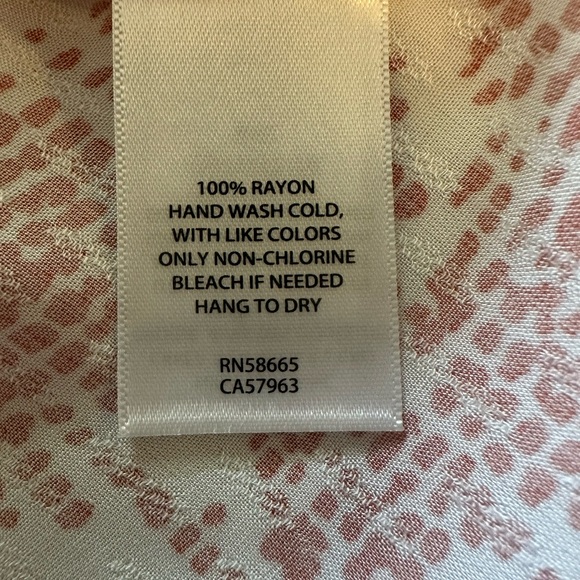 100% RAYON
HAND WASH COLD,
WITH LIKE COLORS
ONLY NON-CHLORINE
BLEACH IF NEEDED
HANG TO DRY
RN58665
CA57963